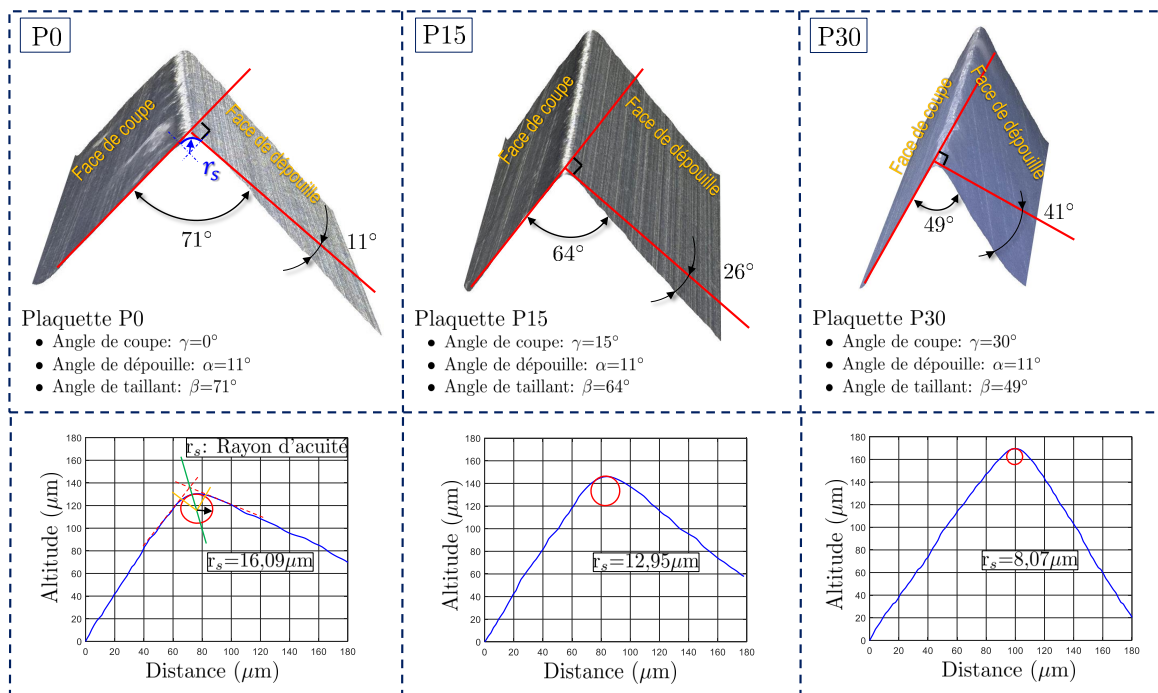 P0
Face de coupe
Face de dépouille
r_s
71°
11°
Plaquette P0
• Angle de coupe: γ=0°
• Angle de dépouille: α=11°
• Angle de taillant: β=71°
P15
Face de coupe
Face de dépouille
64°
26°
Plaquette P15
• Angle de coupe: γ=15°
• Angle de dépouille: α=11°
• Angle de taillant: β=64°
P30
Face de coupe
Face de dépouille
49°
41°
Plaquette P30
• Angle de coupe: γ=30°
• Angle de dépouille: α=11°
• Angle de taillant: β=49°
r_s: Rayon d'acuité
r_s=16,09μm
Altitude (μm)
180
160
140
120
100
80
60
40
20
0
0 20 40 60 80 100 120 140 160 180
Distance (μm)
r_s=12,95μm
Altitude (μm)
180
160
140
120
100
80
60
40
20
0
0 20 40 60 80 100 120 140 160 180
Distance (μm)
r_s=8,07μm
Altitude (μm)
180
160
140
120
100
80
60
40
20
0
0 20 40 60 80 100 120 140 160 180
Distance (μm)